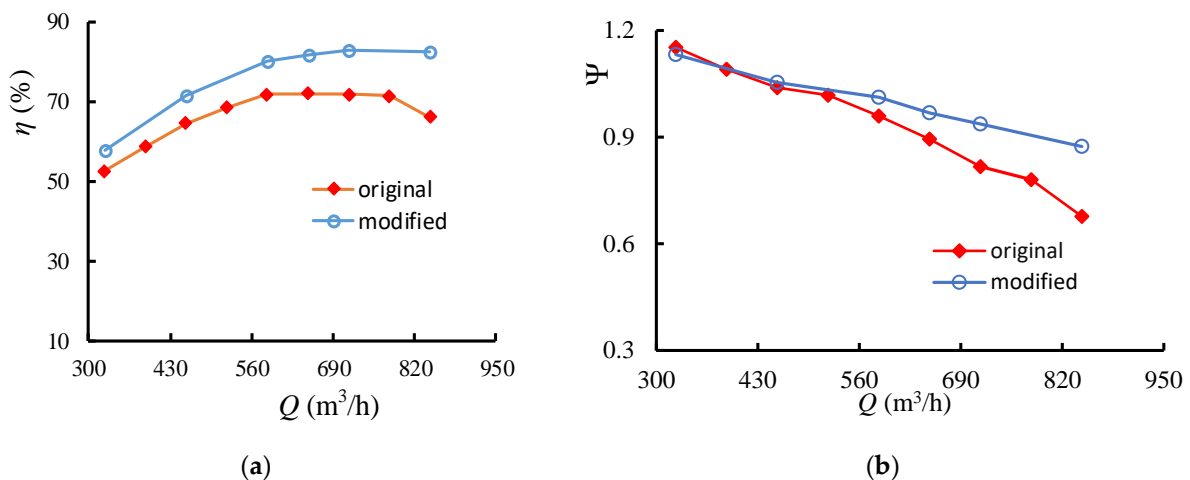 90
70
50
30
10
η (%)
original
modified
300 430 560 690 820 950
Q (m³/h)
(a)
1.2
0.9
0.6
0.3
Ψ
original
modified
300 430 560 690 820 950
Q (m³/h)
(b)